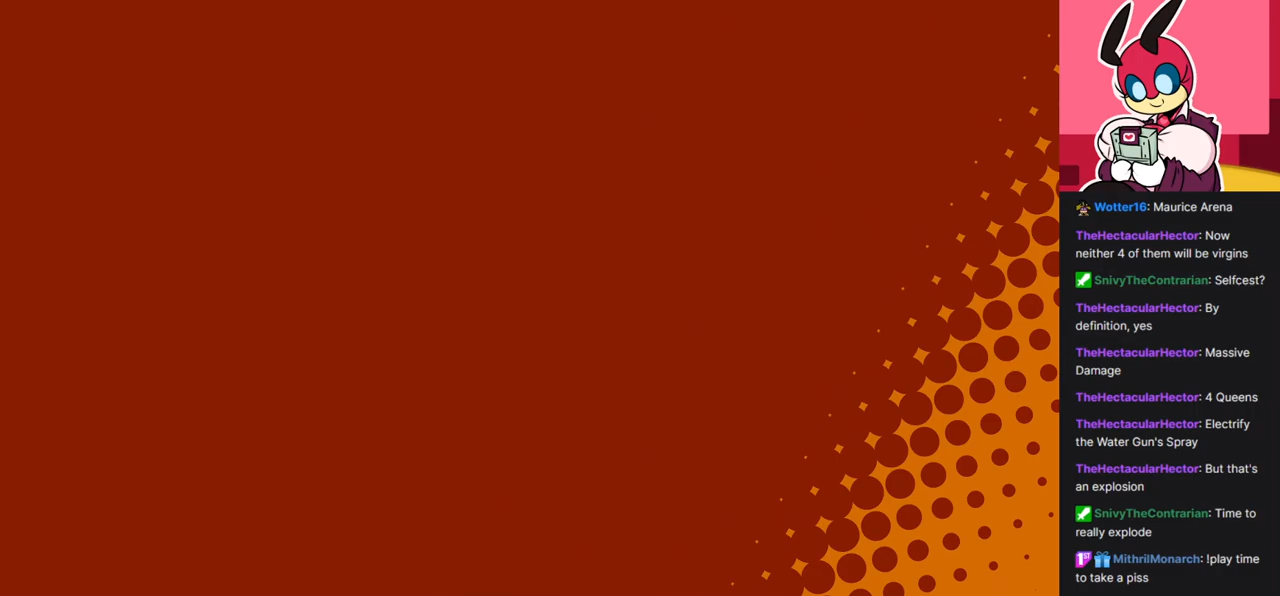 Wotter16: Maurice Arena
TheHectacularHector: Now
neither 4 of them will be virgins
SnivyTheContrarian: Selfcest?
TheHectacularHector: By
definition, yes
TheHectacularHector: Massive
Damage
TheHectacularHector: 4 Queens
TheHectacularHector: Electrify
the Water Gun's Spray
TheHectacularHector: But that's
an explosion
SnivyTheContrarian: Time to
really explode
1ST MithrilMonarch: !play time
to take a piss